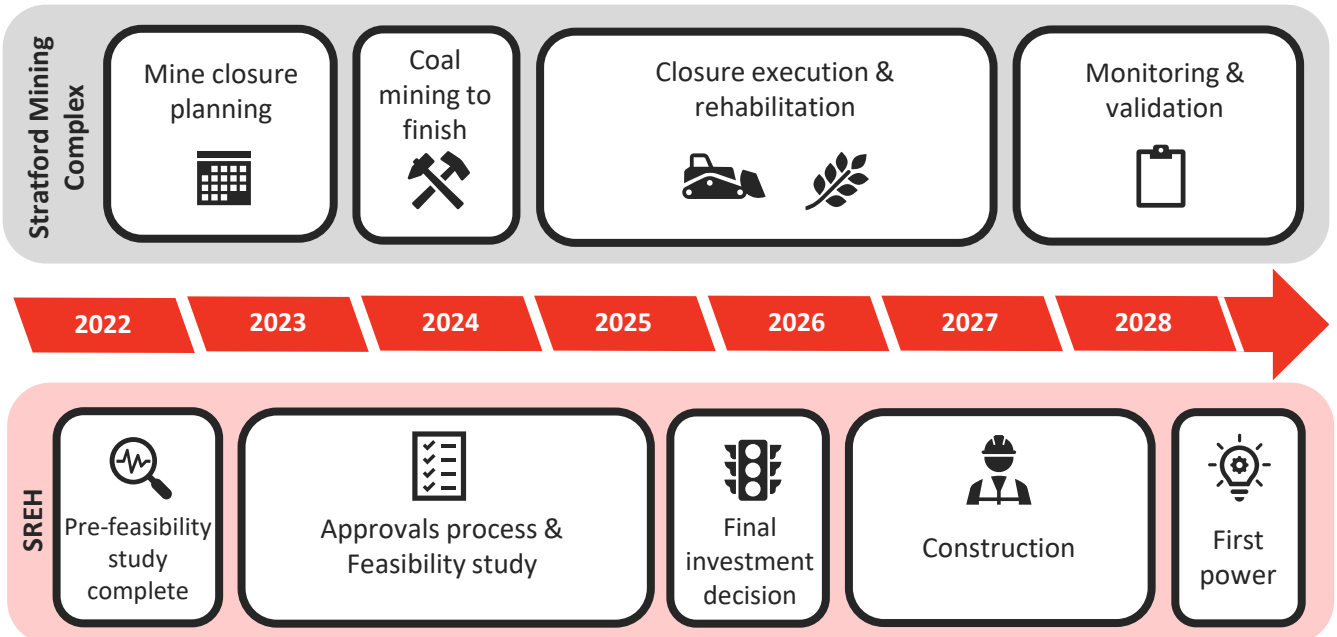 Stratford Mining
Complex
Mine closure
planning
Coal
mining to
finish
Closure execution &
rehabilitation
Monitoring &
validation
2022
2023
2024
2025
2026
2027
2028
SREH
Pre-feasibility
study
complete
Approvals process &
Feasibility study
Final
investment
decision
Construction
First
power